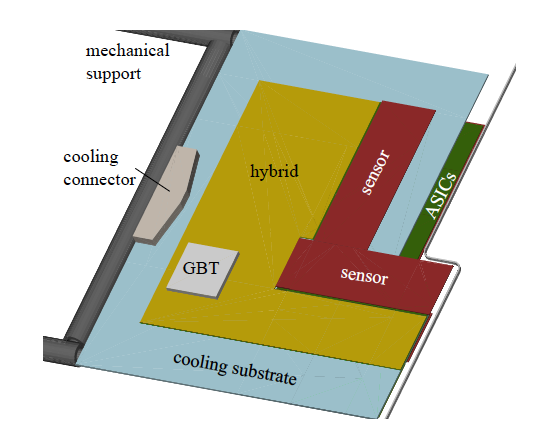 mechanical
support
cooling
connector
hybrid
sensor
ASICs
GBT
sensor
cooling substrate